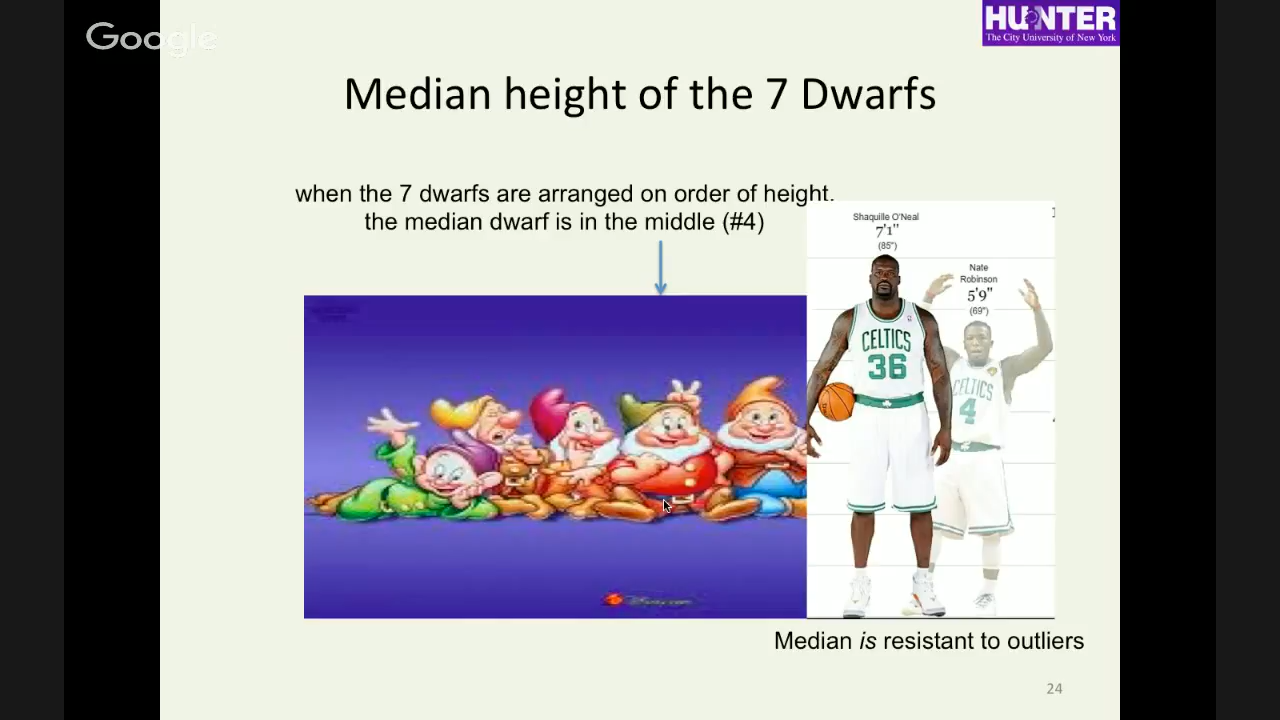 Google
HUNTER
The City University of New York
Median height of the 7 Dwarfs
when the 7 dwarfs are arranged on order of height,
the median dwarf is in the middle (#4)
Shaquille O'Neal
7'1"
(85")
Nate
Robinson
5'9"
(69")
CELTICS
36
CELTICS
4
Median is resistant to outliers
24